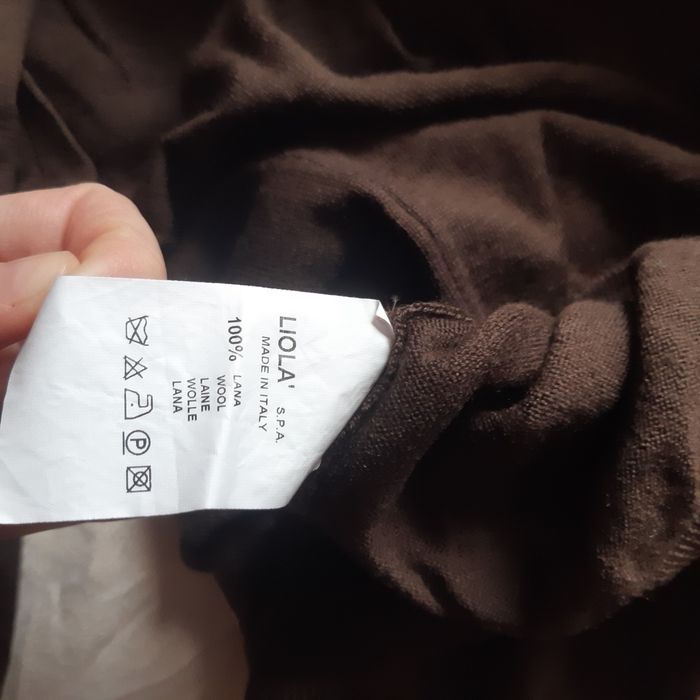 LIOLA' S.P.A.
MADE IN ITALY
100% LANA
WOOL
LAINE
WOLLE
LANA
P